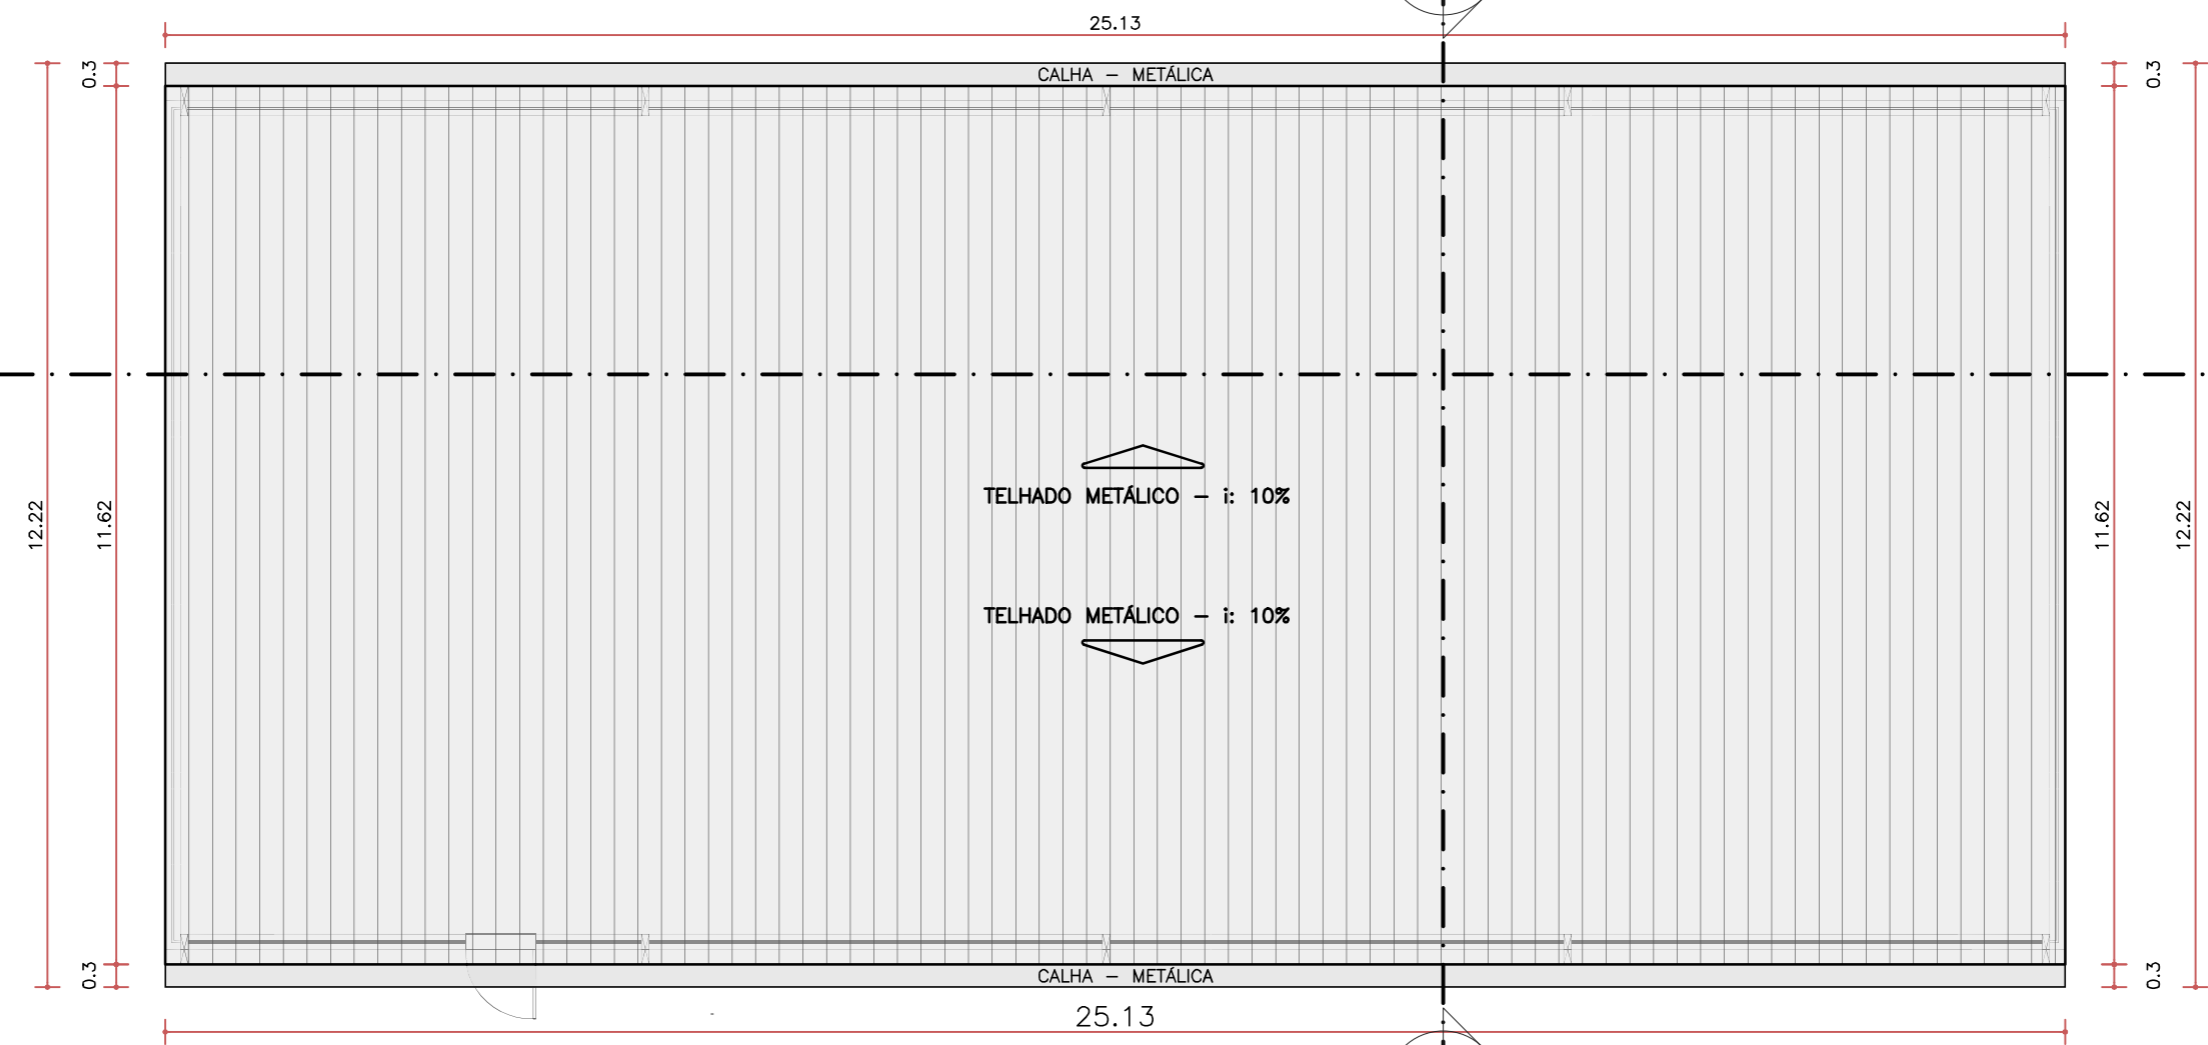 25.13
0.3
0.3
CALHA – METÁLICA
12.22
11.62
TELHADO METÁLICO – i: 10%
TELHADO METÁLICO – i: 10%
11.62
12.22
0.3
CALHA – METÁLICA
0.3
25.13